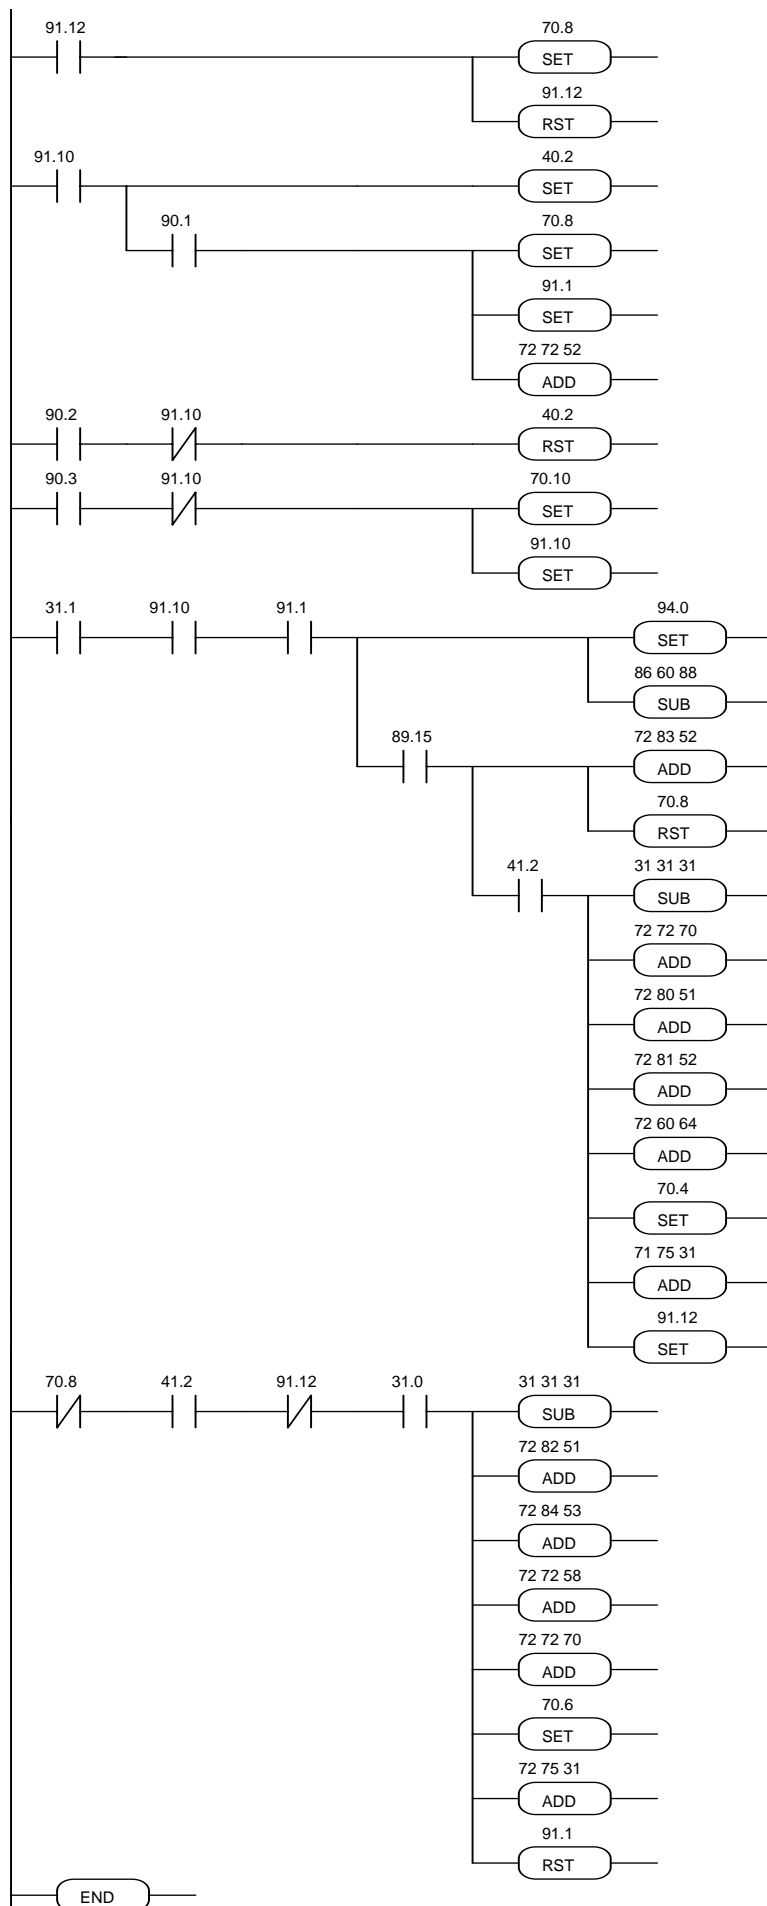 91.12 70.8
SET
91.12
RST
91.10 40.2
SET
90.1 70.8
SET
91.1
SET
72 72 52
ADD
90.2 91.10 40.2
RST
90.3 91.10 70.10
SET
91.10
SET
31.1 91.10 91.1 94.0
SET
86 60 88
SUB
89.15 72 83 52
ADD
70.8
RST
41.2 31 31 31
SUB
72 72 70
ADD
72 80 51
ADD
72 81 52
ADD
72 60 64
ADD
70.4
SET
71 75 31
ADD
91.12
SET
70.8 41.2 91.12 31.0 31 31 31
SUB
72 82 51
ADD
72 84 53
ADD
72 72 58
ADD
72 72 70
ADD
70.6
SET
72 75 31
ADD
91.1
RST
END